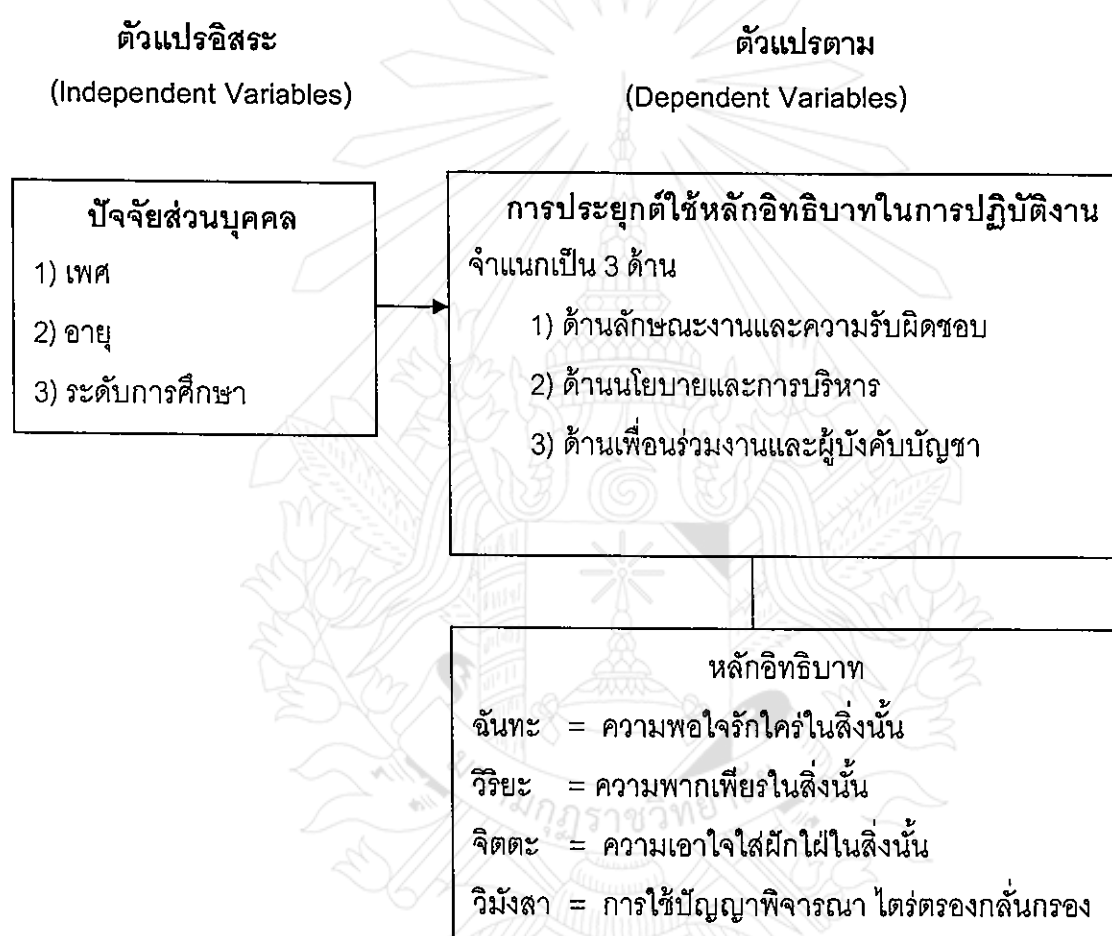 ตัวแปรอิสระ
(Independent Variables)
ตัวแปรตาม
(Dependent Variables)
ปัจจัยส่วนบุคคล
1) เพศ
2) อายุ
3) ระดับการศึกษา
การประยุกต์ใช้หลักอิทธิบาทในการปฏิบัติงาน
จำแนกเป็น 3 ด้าน
1) ด้านลักษณะงานและความรับผิดชอบ
2) ด้านนโยบายและการบริหาร
3) ด้านเพื่อนร่วมงานและผู้บังคับบัญชา
หลักอิทธิบาท
ฉันทะ = ความพอใจรักใคร่ในสิ่งนั้น
วิริยะ = ความพากเพียรในสิ่งนั้น
จิตตะ = ความเอาใจใส่ฝักใฝ่ในสิ่งนั้น
วิมังสา = การใช้ปัญญาพิจารณา ไตร่ตรองกลั่นกรอง